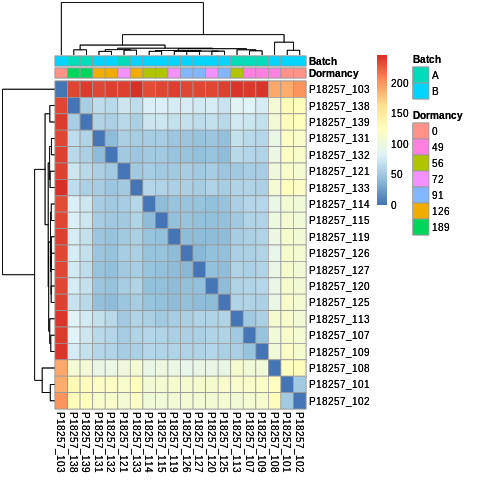 Batch
Dormancy
P18257_103
P18257_138
P18257_139
P18257_131
P18257_132
P18257_121
P18257_133
P18257_114
P18257_115
P18257_119
P18257_126
P18257_127
P18257_120
P18257_125
P18257_113
P18257_107
P18257_109
P18257_108
P18257_101
P18257_102
P18257_103
P18257_138
P18257_139
P18257_131
P18257_132
P18257_121
P18257_133
P18257_114
P18257_115
P18257_119
P18257_126
P18257_127
P18257_120
P18257_125
P18257_113
P18257_107
P18257_109
P18257_108
P18257_101
P18257_102
200
150
100
50
0
Batch
A
B
Dormancy
0
49
56
72
91
126
189